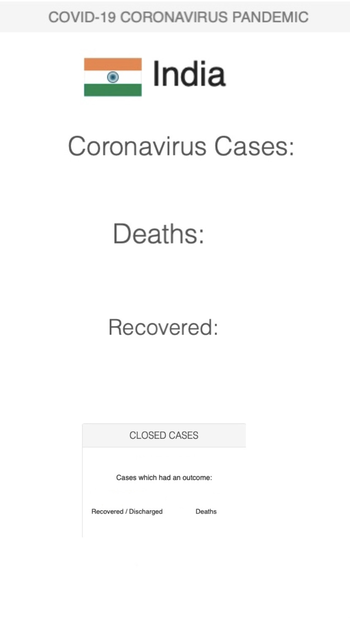 COVID-19 CORONAVIRUS PANDEMIC
India
Coronavirus Cases:
Deaths:
Recovered:
CLOSED CASES
Cases which had an outcome:
Recovered / Discharged Deaths